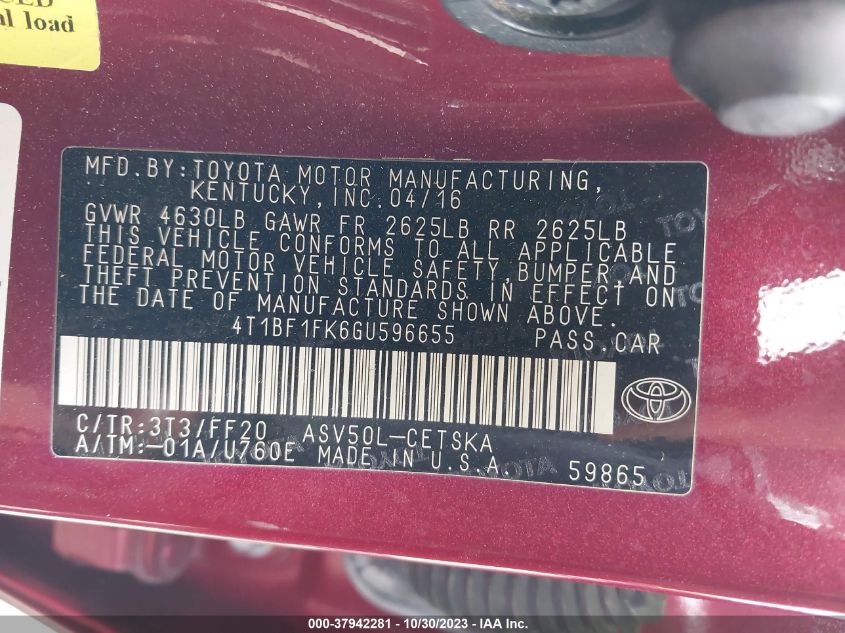 al load
MFD.BY:TOYOTA MOTOR MANUFACTURING,
KENTUCKY,INC.04/16
GVWR 4630LB GAWR FR 2625LB RR 2625LB
THIS VEHICLE CONFORMS TO ALL APPLICABLE
FEDERAL MOTOR VEHICLE SAFETY,BUMPER AND
THEFT PREVENTION STANDARDS IN EFFECT ON
THE DATE OF MANUFACTURE SHOWN ABOVE.
4T1BF1FK6GU596655 PASS.CAR
C/TR:3T3/FF20 ASV50L-CETSKA
A/TM:-01A/U760E MADE IN U.S.A
59865
000-37942281 - 10/30/2023 - IAA Inc.